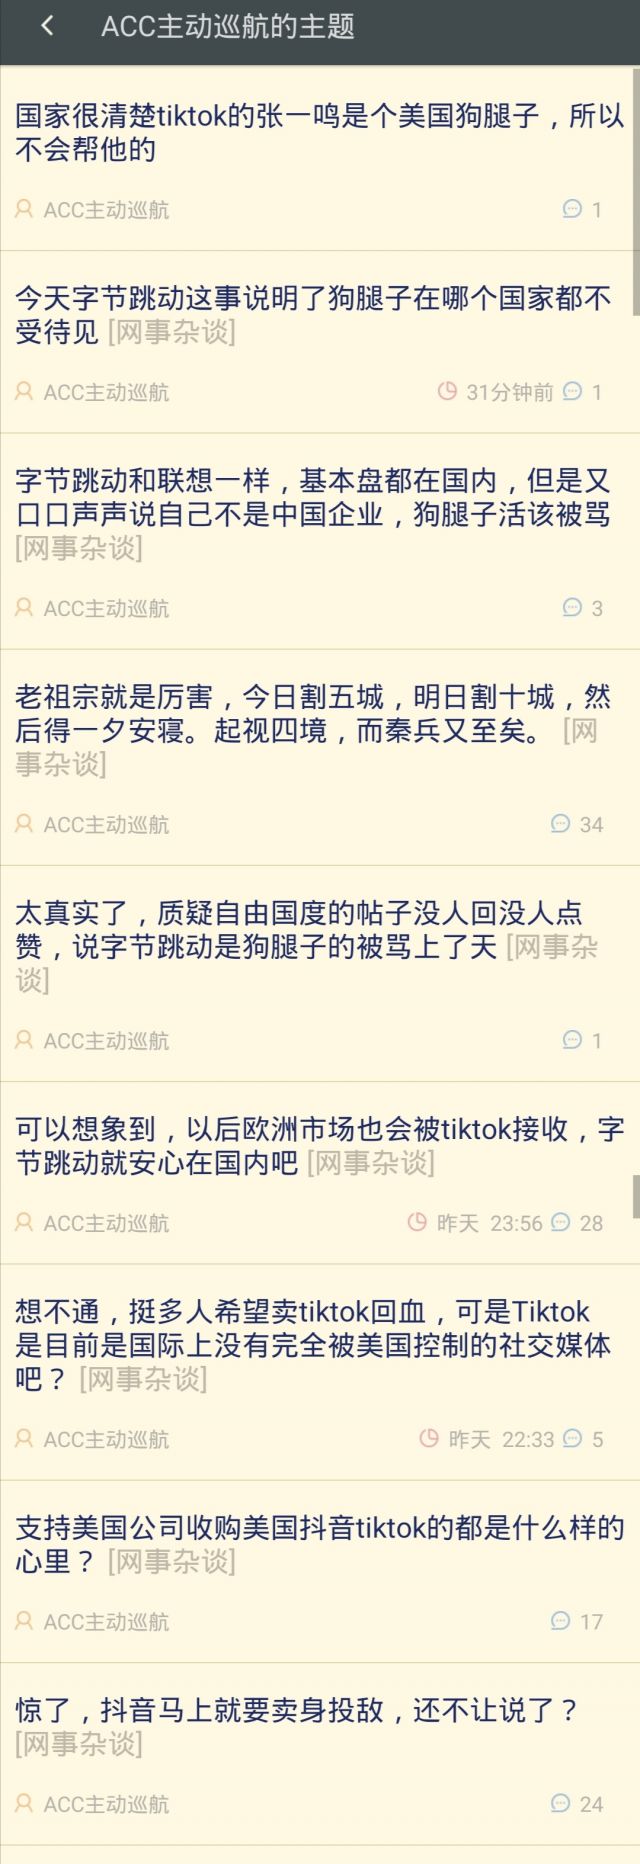 ACC主动巡航的主题
国家很清楚tiktok的张一鸣是个美国狗腿子，所以
不会帮他的
ACC主动巡航 1
今天字节跳动这事说明了狗腿子在哪个国家都不
受待见 [网事杂谈]
ACC主动巡航 31分钟前 1
字节跳动和联想一样，基本盘都在国内，但是又
口口声声说自己不是中国企业，狗腿子活该被骂
[网事杂谈]
ACC主动巡航 3
老祖宗就是厉害，今日割五城，明日割十城，然
后得一夕安寝。起视四境，而秦兵又至矣。 [网
事杂谈]
ACC主动巡航 34
太真实了，质疑自由国度的帖子没人回没人点
赞，说字节跳动是狗腿子的被骂上了天 [网事杂
谈]
ACC主动巡航 1
可以想象到，以后欧洲市场也会被tiktok接收，字
节跳动就安心在国内吧 [网事杂谈]
ACC主动巡航 昨天 23:56 28
想不通，挺多人希望卖tiktok回血，可是Tiktok
是目前是国际上没有完全被美国控制的社交媒体
吧？ [网事杂谈]
ACC主动巡航 昨天 22:33 5
支持美国公司收购美国抖音tiktok的都是什么样的
心里？ [网事杂谈]
ACC主动巡航 17
惊了，抖音马上就要卖身投敌，还不让说了？
[网事杂谈]
ACC主动巡航 24